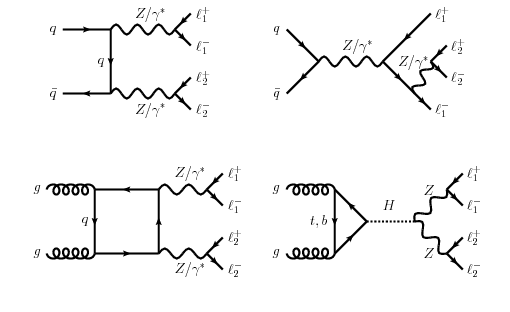 q Z/γ* ℓ₁⁺
ℓ₁⁻
q
q̄ Z/γ* ℓ₂⁺
ℓ₂⁻
q Z/γ* ℓ₁⁺
Z/γ* ℓ₂⁺
ℓ₂⁻
q̄ ℓ₁⁻
g Z/γ* ℓ₁⁺
ℓ₁⁻
q
g Z/γ* ℓ₂⁺
ℓ₂⁻
g Z ℓ₁⁺
ℓ₁⁻
t, b H
g Z ℓ₂⁺
ℓ₂⁻